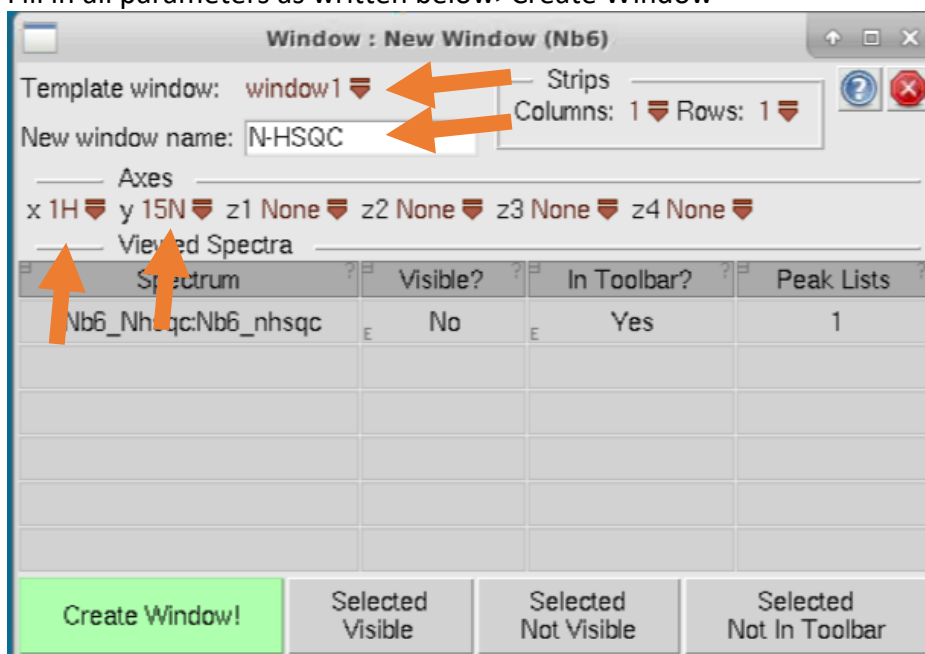 Fill in all parameters as written below› Create Window
Window : New Window (Nb6)
Template window: window1
Strips
Columns: 1 Rows: 1
New window name: N-HSQC
Axes
x 1H y 15N z1 None z2 None z3 None z4 None
Viewed Spectra
Spectrum ? Visible? ? In Toolbar? ? Peak Lists ?
Nb6_Nhsqc:Nb6_nhsqc E No E Yes 1
Create Window! Selected Visible Selected Not Visible Selected Not In Toolbar